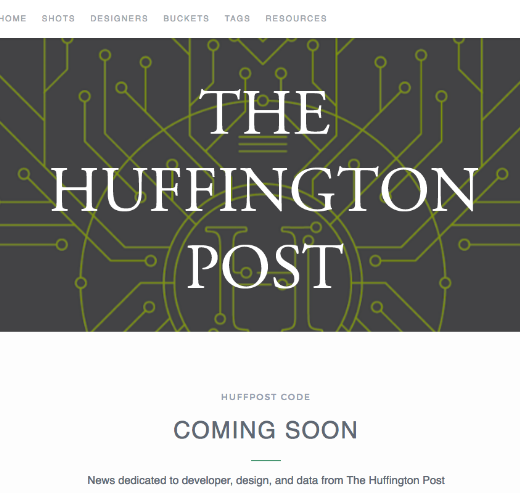 HOME SHOTS DESIGNERS BUCKETS TAGS RESOURCES
THE
HUFFINGTON
POST
H
HUFFPOST CODE
COMING SOON
News dedicated to developer, design, and data from The Huffington Post